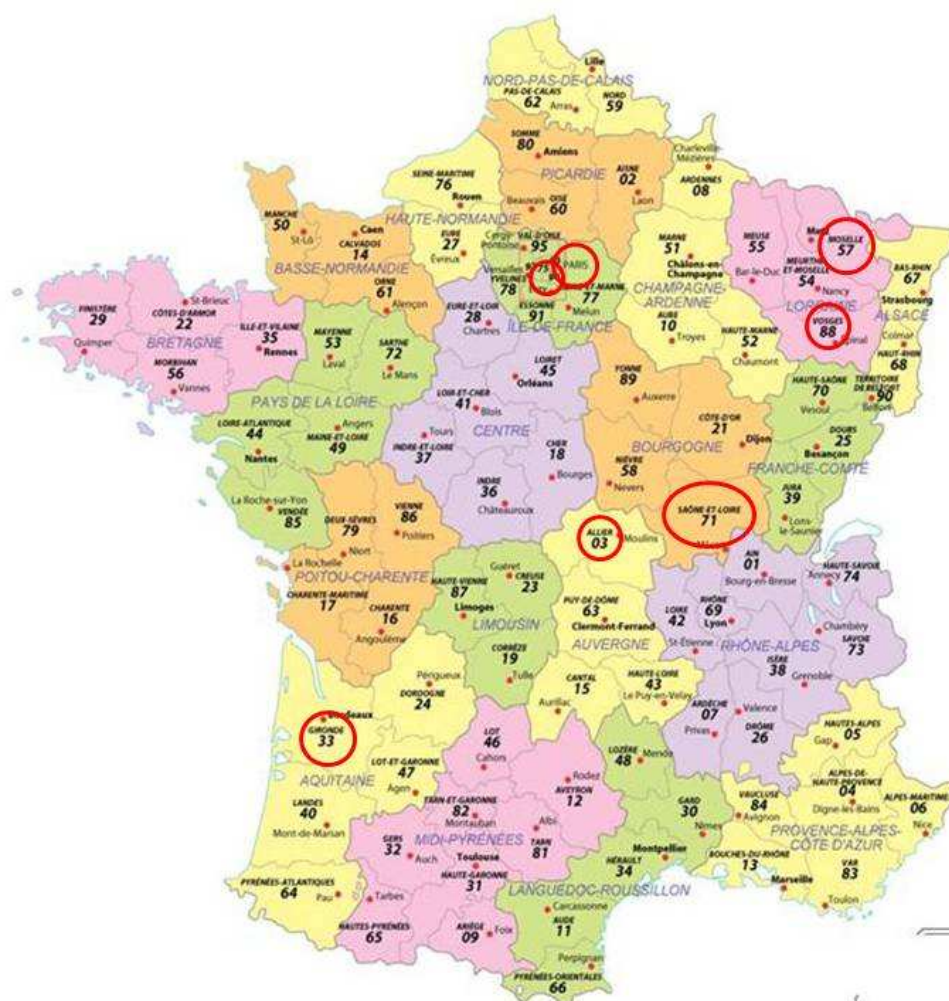 Lille
NORD-PAS-DE-CALAIS
PAS-DE-CALAIS
62
Arras
NORD
59
SOMME
80
Amiens
PICARDIE
AISNE
02
Laon
Beauvais
OISE
60
Charleville-
Mézières
ARDENNES
08
SEINE-MARITIME
76
Rouen
HAUTE-NORMANDIE
EURE
27
Évreux
MANCHE
50
St-Lô
Caen
CALVADOS
14
BASSE-NORMANDIE
ORNE
61
Alençon
Cergy-
Pontoise
VAL-D'OISE
95
PARIS
75
Versailles
YVELINES
78
ESSONNE
91
77
Melun
ÎLE-DE-FRANCE
MARNE
51
Châlons-en-
Champagne
CHAMPAGNE-
ARDENNE
AUBE
10
Troyes
HAUTE-MARNE
52
Chaumont
MEUSE
55
Bar-le-Duc
MOSELLE
57
MEURTHE
ET-MOSELLE
54
Nancy
VOSGES
88
BAS-RHIN
67
Strasbourg
ALSACE
Colmar
HAUT-RHIN
68
FINISTÈRE
29
Quimper
St-Brieuc
CÔTES-D'ARMOR
22
BRETAGNE
MORBIHAN
56
Vannes
ILLE-ET-VILAINE
35
Rennes
MAYENNE
53
Laval
SARTHE
72
Le Mans
PAYS DE LA LOIRE
LOIRE-ATLANTIQUE
44
Nantes
Angers
MAINE-ET-LOIRE
49
La Roche-sur-Yon
VENDÉE
85
EURE-ET-LOIR
28
Chartres
LOIRET
45
Orléans
LOIR-ET-CHER
41
Blois
CENTRE
Tours
INDRE-ET-LOIRE
37
CHER
18
Bourges
INDRE
36
Châteauroux
YONNE
89
Auxerre
CÔTE-D'OR
21
Dijon
BOURGOGNE
NIÈVRE
58
Nevers
SAÔNE-ET-LOIRE
71
HAUTE-SAÔNE
70
Vesoul
TERRITOIRE
DE BELFORT
90
Belfort
DOUBS
25
Besançon
FRANCHE-COMTÉ
JURA
39
Lons-
le-Saunier
DEUX-SÈVRES
79
Niort
VIENNE
86
Poitiers
La Rochelle
POITOU-CHARENTE
CHARENTE-MARITIME
17
CHARENTE
16
Angoulême
HAUTE-VIENNE
87
Limoges
Guéret
CREUSE
23
LIMOUSIN
CORRÈZE
19
Tulle
ALLIER
03
Moulins
PUY-DE-DÔME
63
Clermont-Ferrand
AUVERGNE
CANTAL
15
Aurillac
HAUTE-LOIRE
43
Le Puy-en-Velay
AIN
01
Bourg-en-Bresse
HAUTE-SAVOIE
74
Annecy
LOIRE
42
St-Étienne
RHÔNE
69
Lyon
RHÔNE-ALPES
Chambéry
SAVOIE
73
ISÈRE
38
Grenoble
ARDÈCHE
07
Privas
Valence
DRÔME
26
Périgueux
DORDOGNE
24
Bordeaux
GIRONDE
33
AQUITAINE
LOT-ET-GARONNE
47
Agen
LANDES
40
Mont-de-Marsan
PYRÉNÉES-ATLANTIQUES
64
Pau
LOT
46
Cahors
Rodez
AVEYRON
12
TARN-ET-GARONNE
82
Montauban
Albi
TARN
81
MIDI-PYRÉNÉES
GERS
32
Auch
Toulouse
HAUTE-GARONNE
31
Tarbes
HAUTES-PYRÉNÉES
65
ARIÈGE
09
Foix
LOZÈRE
48
Mende
GARD
30
Nîmes
Montpellier
HÉRAULT
34
LANGUEDOC-ROUSSILLON
Carcassonne
AUDE
11
Perpignan
PYRÉNÉES-ORIENTALES
66
HAUTES-ALPES
05
Gap
ALPES-DE-
HAUTE-PROVENCE
04
Digne-les-Bains
ALPES-MARITIME
06
Nice
VAUCLUSE
84
Avignon
PROVENCE-ALPES-
CÔTE D'AZUR
BOUCHES-DU-RHÔNE
13
Marseille
VAR
83
Toulon